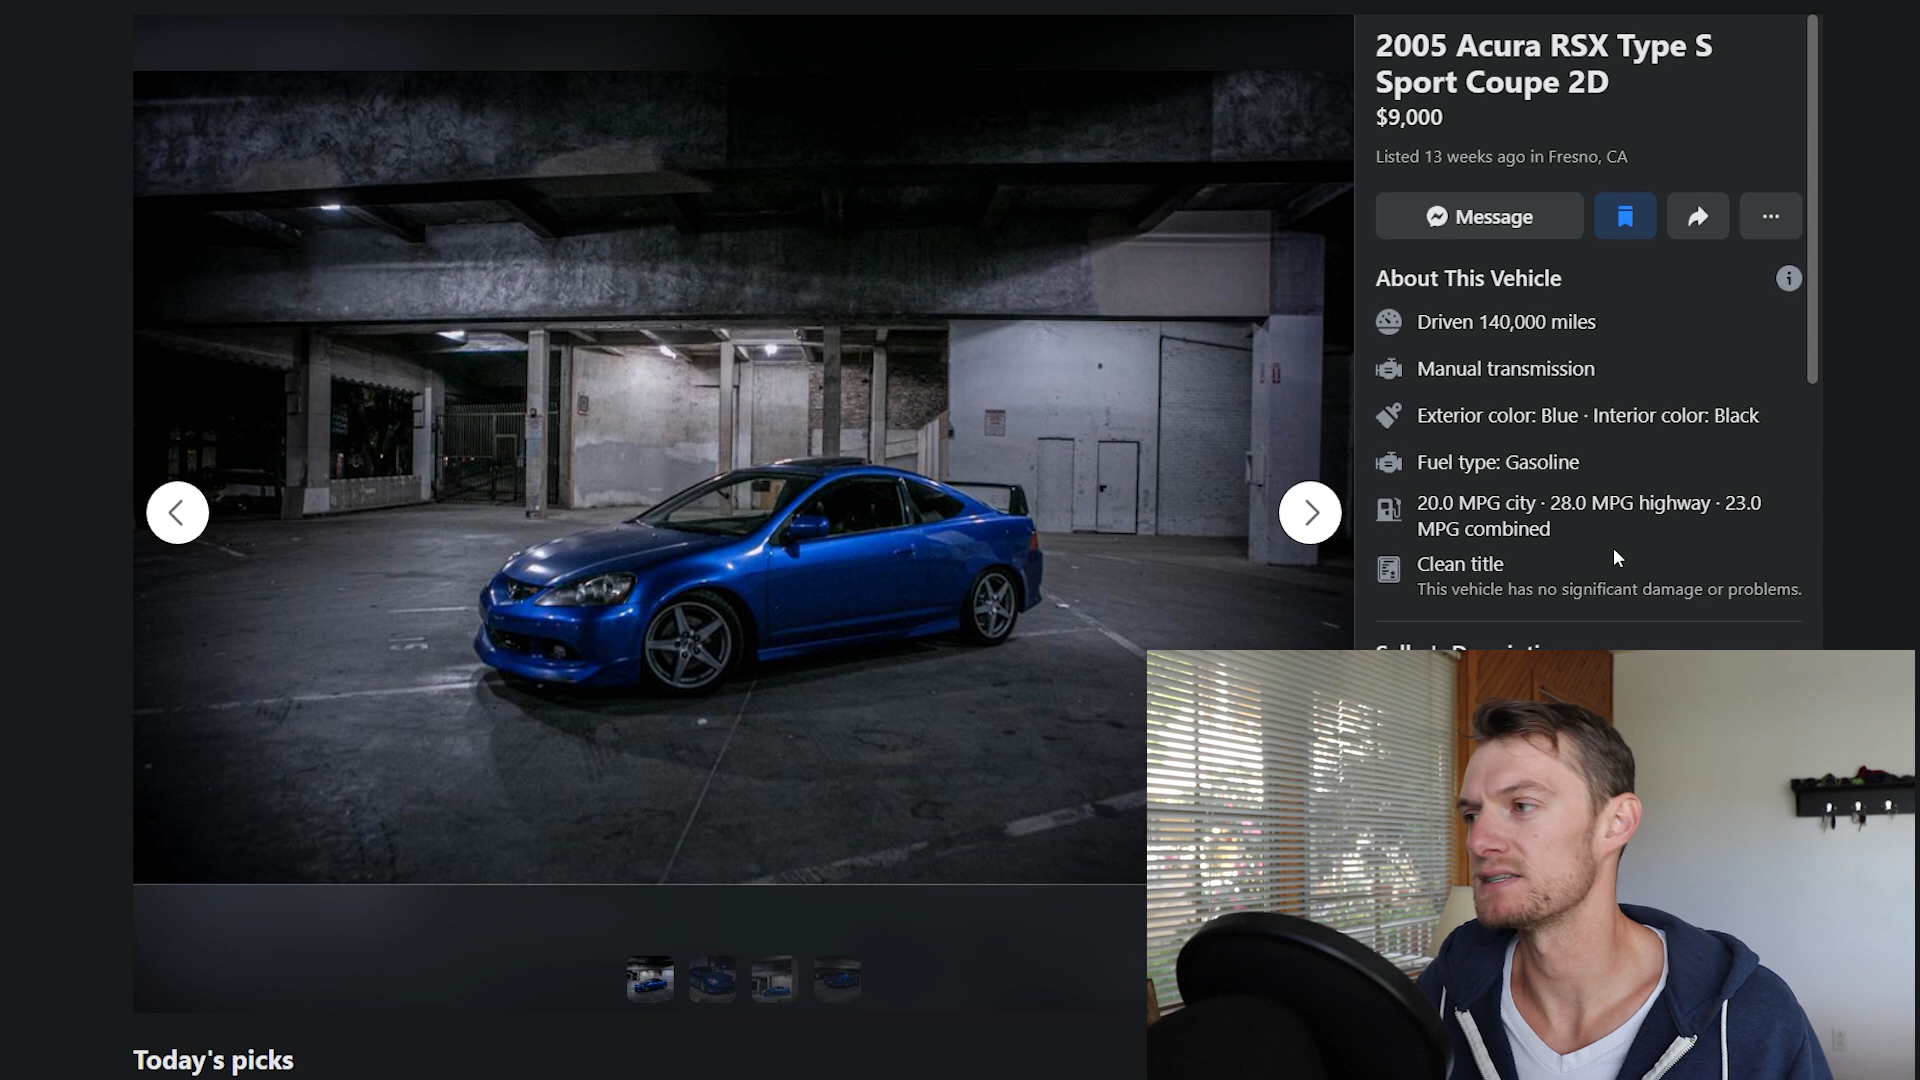 2005 Acura RSX Type S
Sport Coupe 2D
$9,000
Listed 13 weeks ago in Fresno, CA
Message
About This Vehicle
Driven 140,000 miles
Manual transmission
Exterior color: Blue · Interior color: Black
Fuel type: Gasoline
20.0 MPG city · 28.0 MPG highway · 23.0
MPG combined
Clean title
This vehicle has no significant damage or problems.
Today's picks